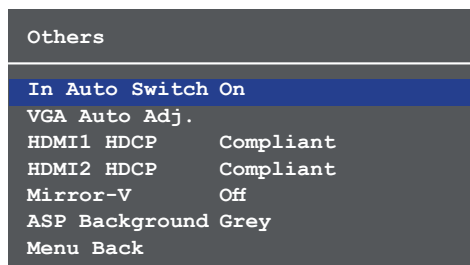 Others
In Auto Switch On
VGA Auto Adj.
HDMI1 HDCP Compliant
HDMI2 HDCP Compliant
Mirror-V Off
ASP Background Grey
Menu Back